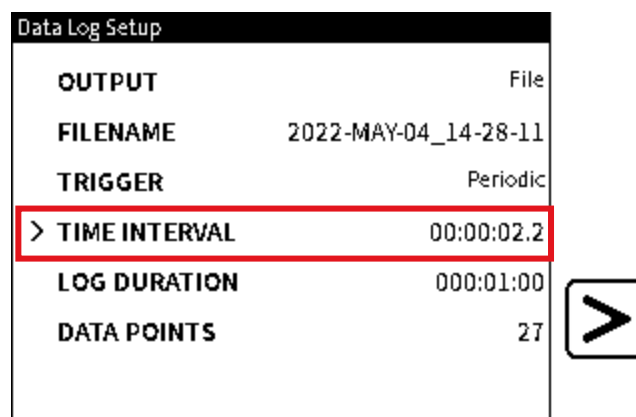 Data Log Setup
OUTPUT File
FILENAME 2022-MAY-04_14-28-11
TRIGGER Periodic
> TIME INTERVAL 00:00:02.2
LOG DURATION 000:01:00
DATA POINTS 27
>